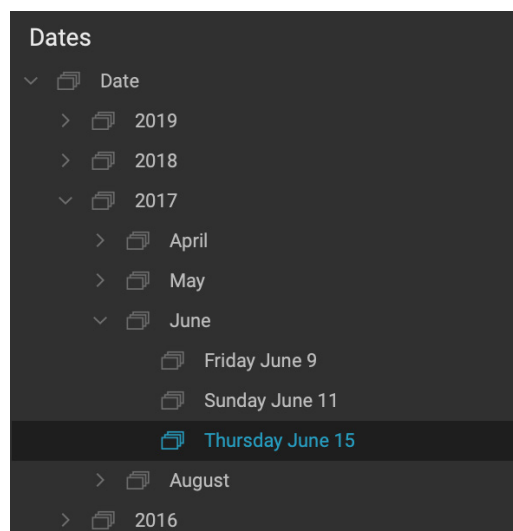 Dates
Date
2019
2018
2017
April
May
June
Friday June 9
Sunday June 11
Thursday June 15
August
2016